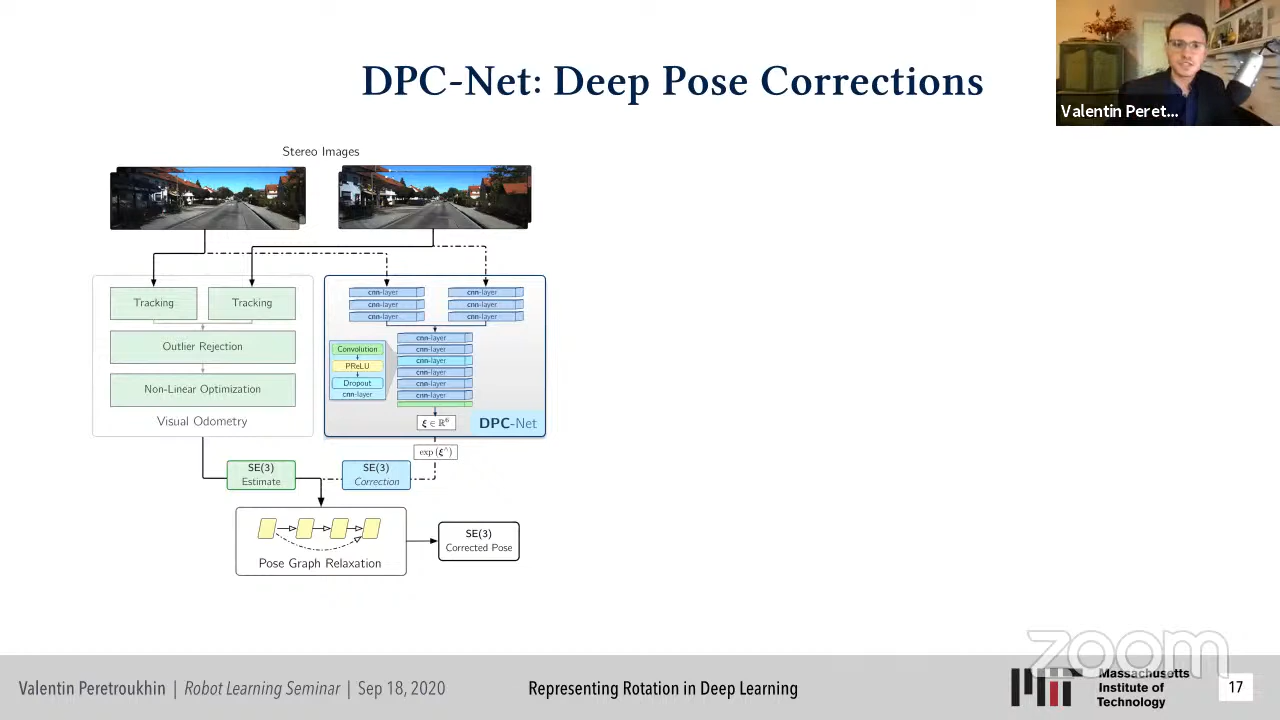 DPC-Net: Deep Pose Corrections
Valentin Peret...
Stereo Images
Tracking
Tracking
Outlier Rejection
Non-Linear Optimization
Visual Odometry
cnn-layer
cnn-layer
cnn-layer
cnn-layer
cnn-layer
cnn-layer
cnn-layer
cnn-layer
cnn-layer
cnn-layer
cnn-layer
cnn-layer
Convolution
PReLU
Dropout
cnn-layer
ξ ∈ ℝ⁶
DPC-Net
exp (ξ^)
SE(3)
Estimate
SE(3)
Correction
Pose Graph Relaxation
SE(3)
Corrected Pose
zoom
Valentin Peretroukhin | Robot Learning Seminar | Sep 18, 2020
Representing Rotation in Deep Learning
Massachusetts
Institute of
Technology
17